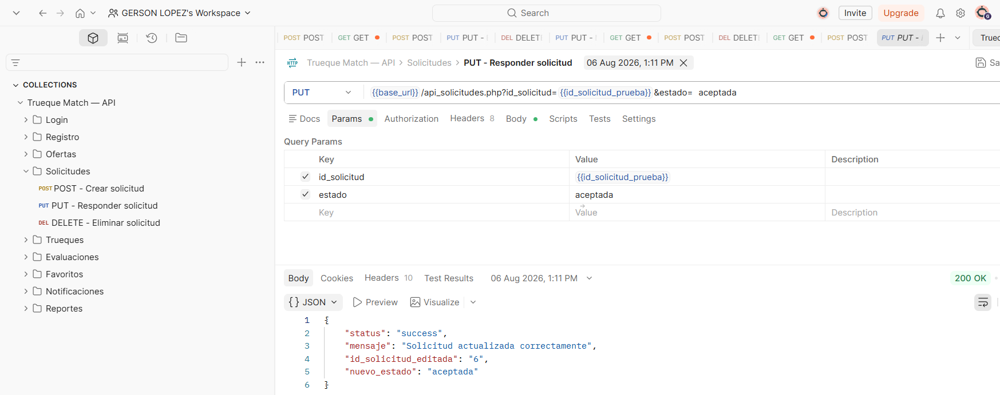 GERSON LOPEZ's Workspace
Search
Invite
Upgrade
POST POST
GET GET
POST POST
PUT PUT -
DEL DELET
PUT PUT -
GET GET
POST POST
DEL DELET
GET GET
POST POST
PUT PUT -
Trueq
COLLECTIONS
Trueque Match — API
Login
Registro
Ofertas
Solicitudes
POST POST - Crear solicitud
PUT PUT - Responder solicitud
DEL DELETE - Eliminar solicitud
Trueques
Evaluaciones
Favoritos
Notificaciones
Reportes
HTTP Trueque Match — API > Solicitudes > PUT - Responder solicitud 06 Aug 2026, 1:11 PM
Sa
PUT {{base_url}}/api_solicitudes.php?id_solicitud={{id_solicitud_prueba}}&estado= aceptada
Docs Params Authorization Headers 8 Body Scripts Tests Settings
Query Params
Key Value Description
id_solicitud {{id_solicitud_prueba}}
estado aceptada
Key Value Description
Body Cookies Headers 10 Test Results 06 Aug 2026, 1:11 PM 200 OK
{} JSON Preview Visualize
1 {
2 "status": "success",
3 "mensaje": "Solicitud actualizada correctamente",
4 "id_solicitud_editada": "6",
5 "nuevo_estado": "aceptada"
6 }